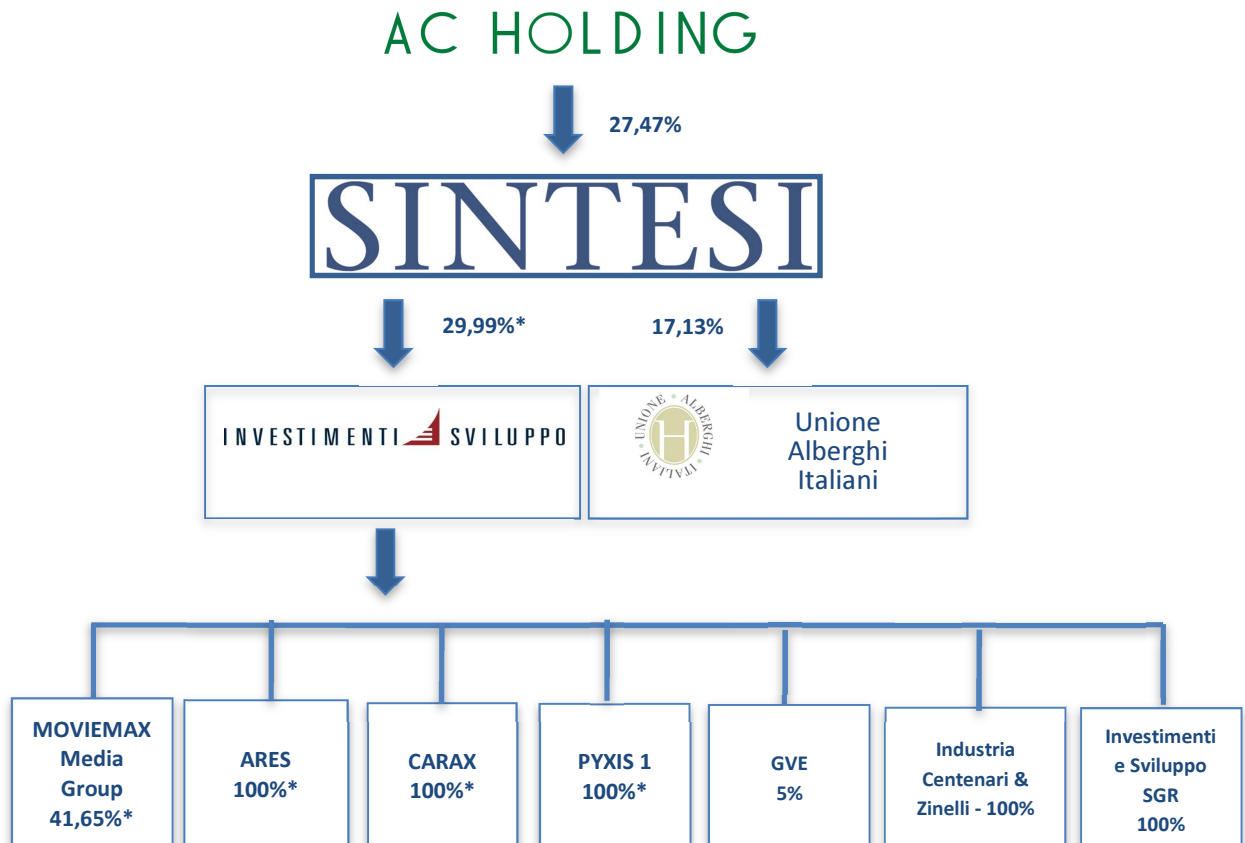 AC HOLDING
27,47%
SINTESI
29,99%*
17,13%
INVESTIMENTI SVILUPPO
UNIONE • ALBERGHI • ITALIANI •
H
Unione
Alberghi
Italiani
MOVIEMAX
Media
Group
41,65%*
ARES
100%*
CARAX
100%*
PYXIS 1
100%*
GVE
5%
Industria
Centenari &
Zinelli - 100%
Investimenti
e Sviluppo
SGR
100%